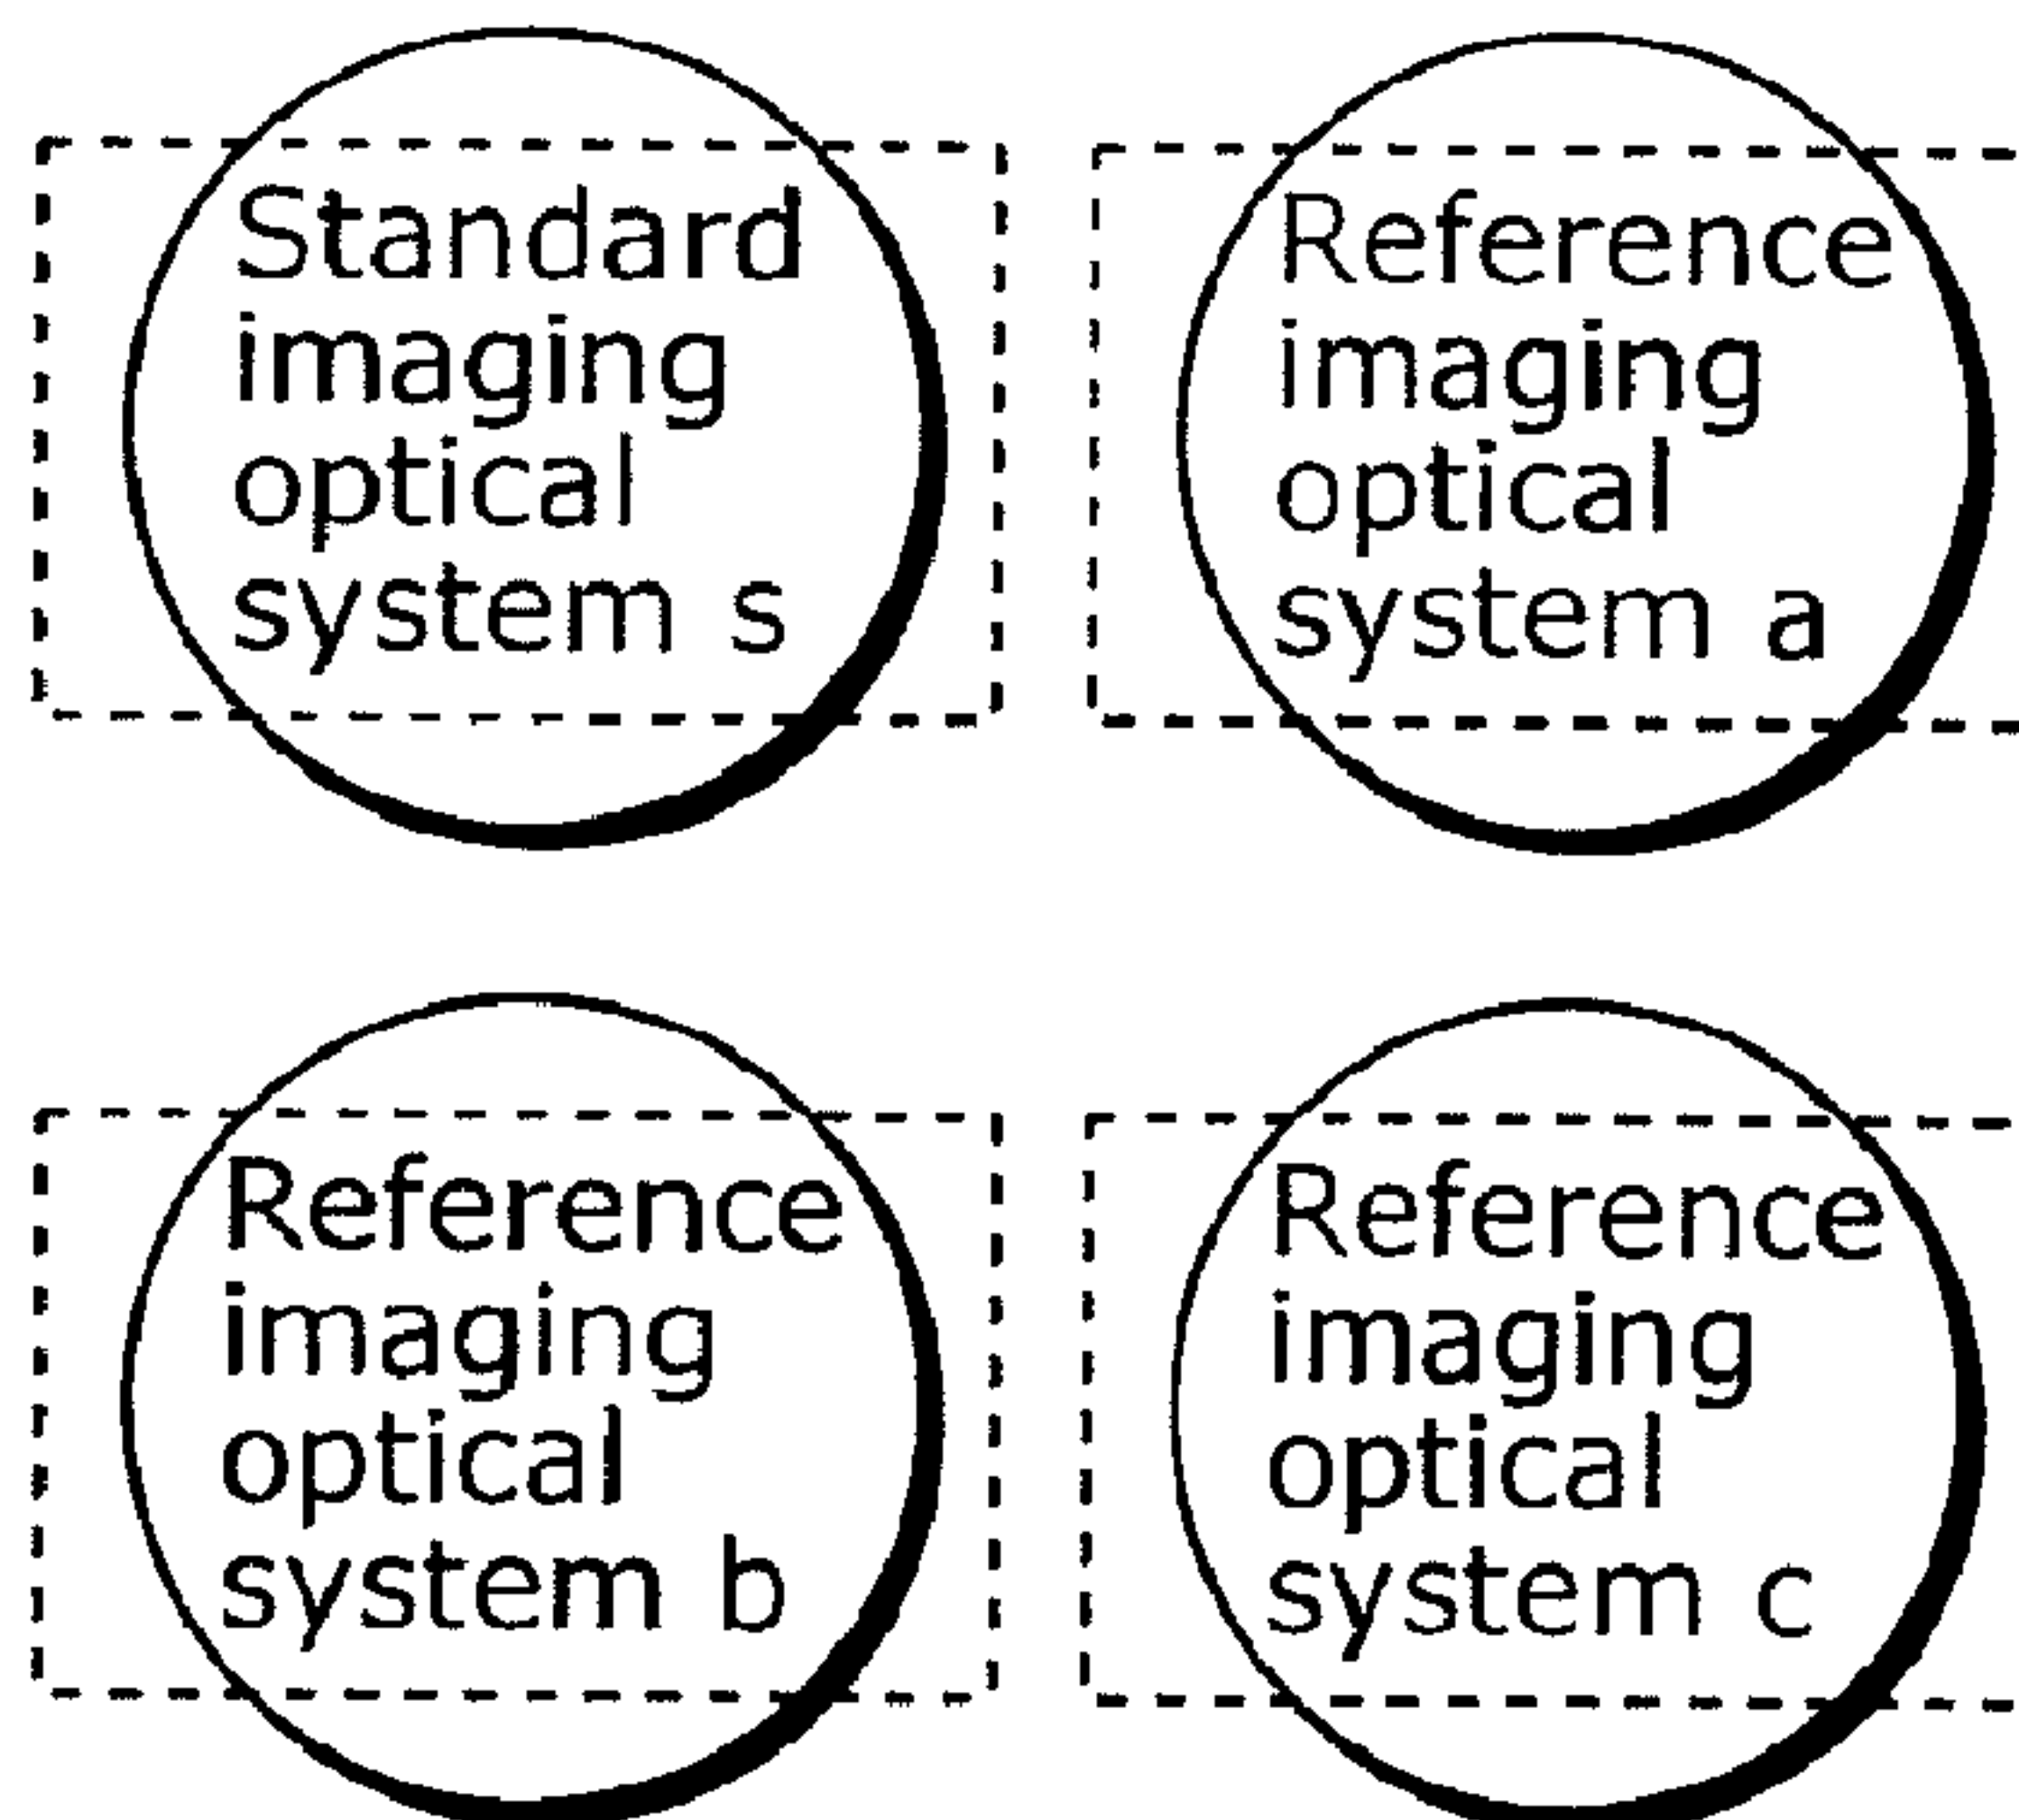 Standard
imaging
optical
system s
Reference
imaging
optical
system a
Reference
imaging
optical
system b
Reference
imaging
optical
system c